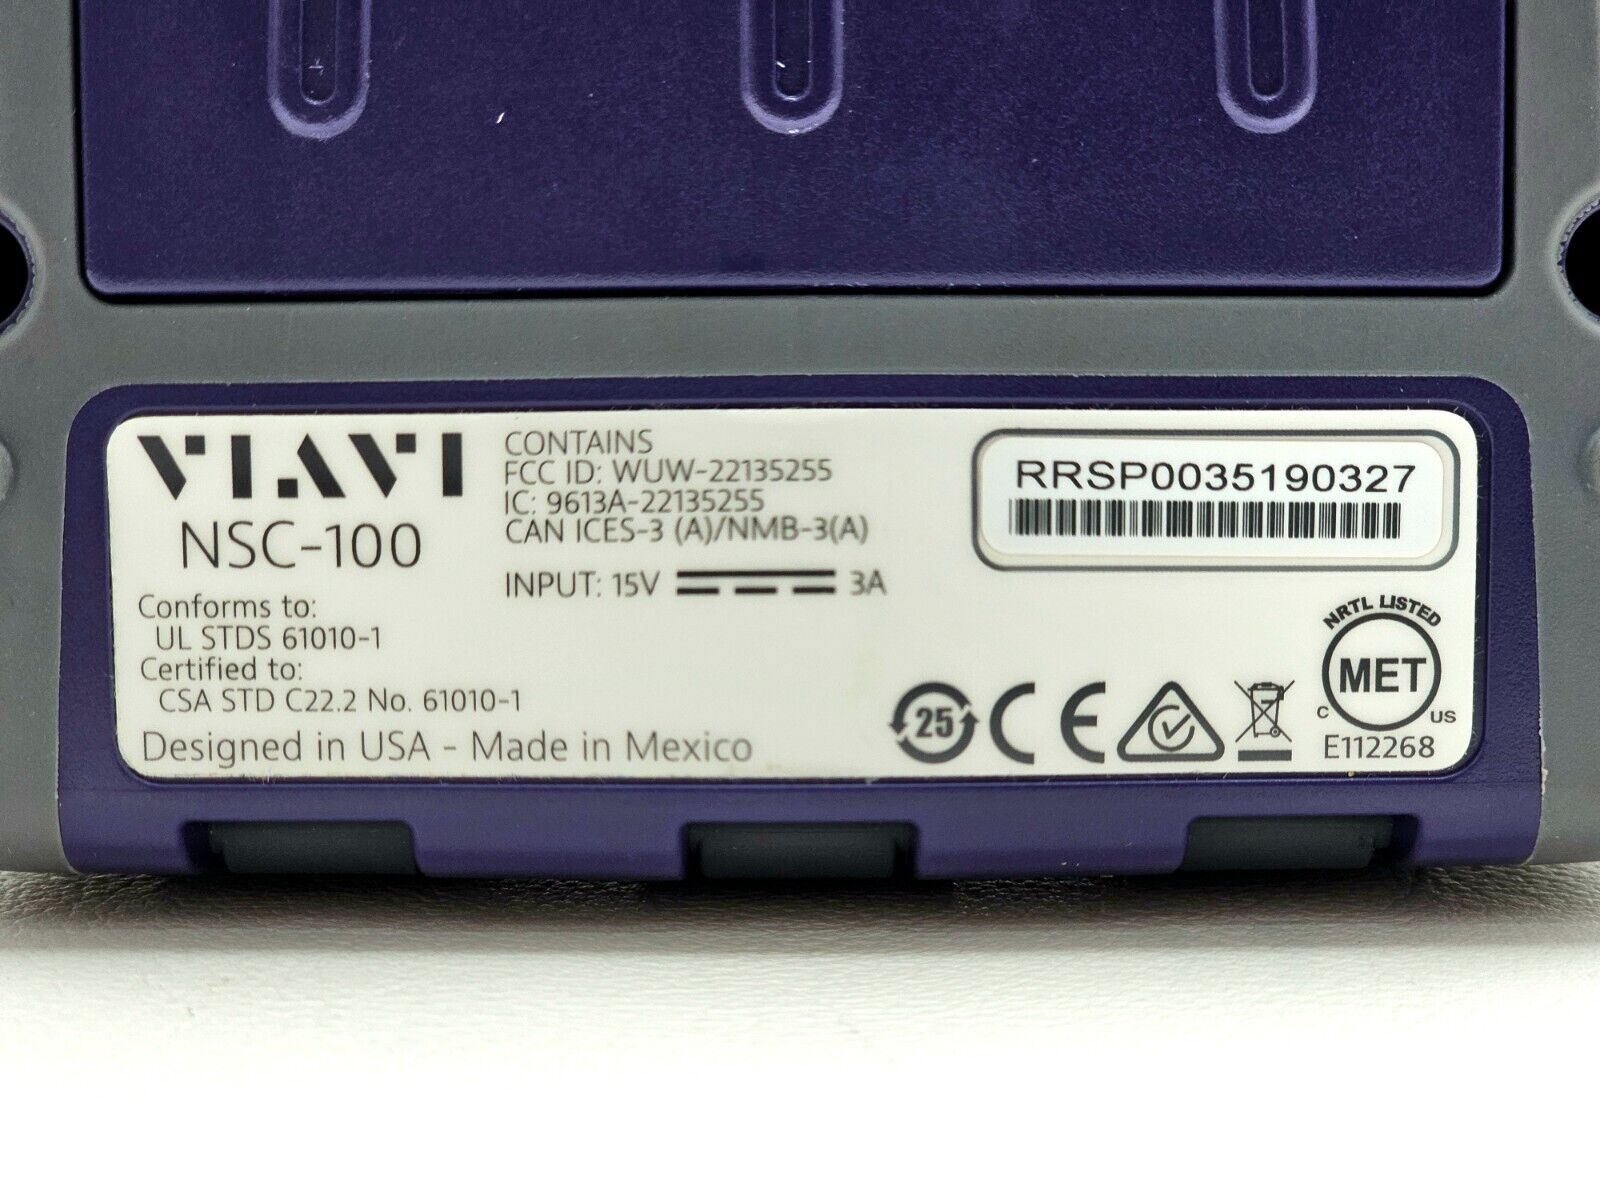 VIAVI
NSC-100
Conforms to:
UL STDS 61010-1
Certified to:
CSA STD C22.2 No. 61010-1
Designed in USA - Made in Mexico
CONTAINS
FCC ID: WUW-22135255
IC: 9613A-22135255
CAN ICES-3 (A)/NMB-3(A)
INPUT: 15V 3A
RRSP0035190327
25
CE
NRTL LISTED
MET
C US
E112268